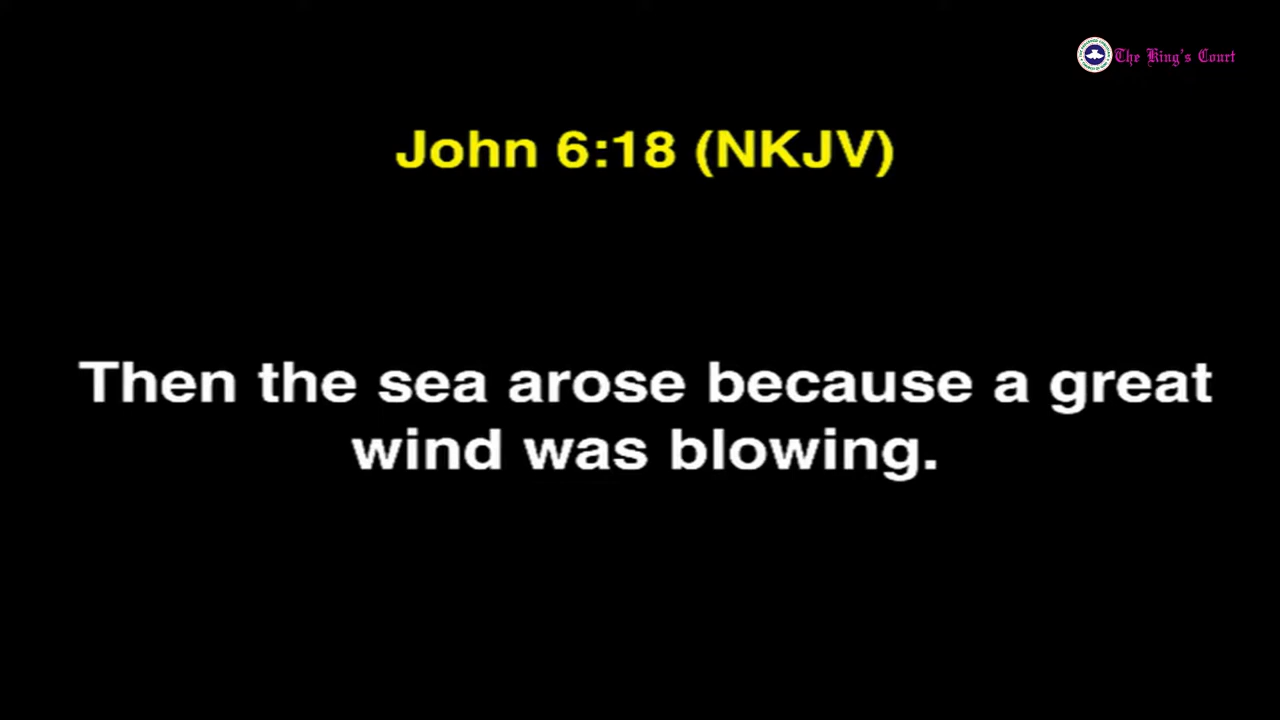 The King's Court
John 6:18 (NKJV)
Then the sea arose because a great
wind was blowing.